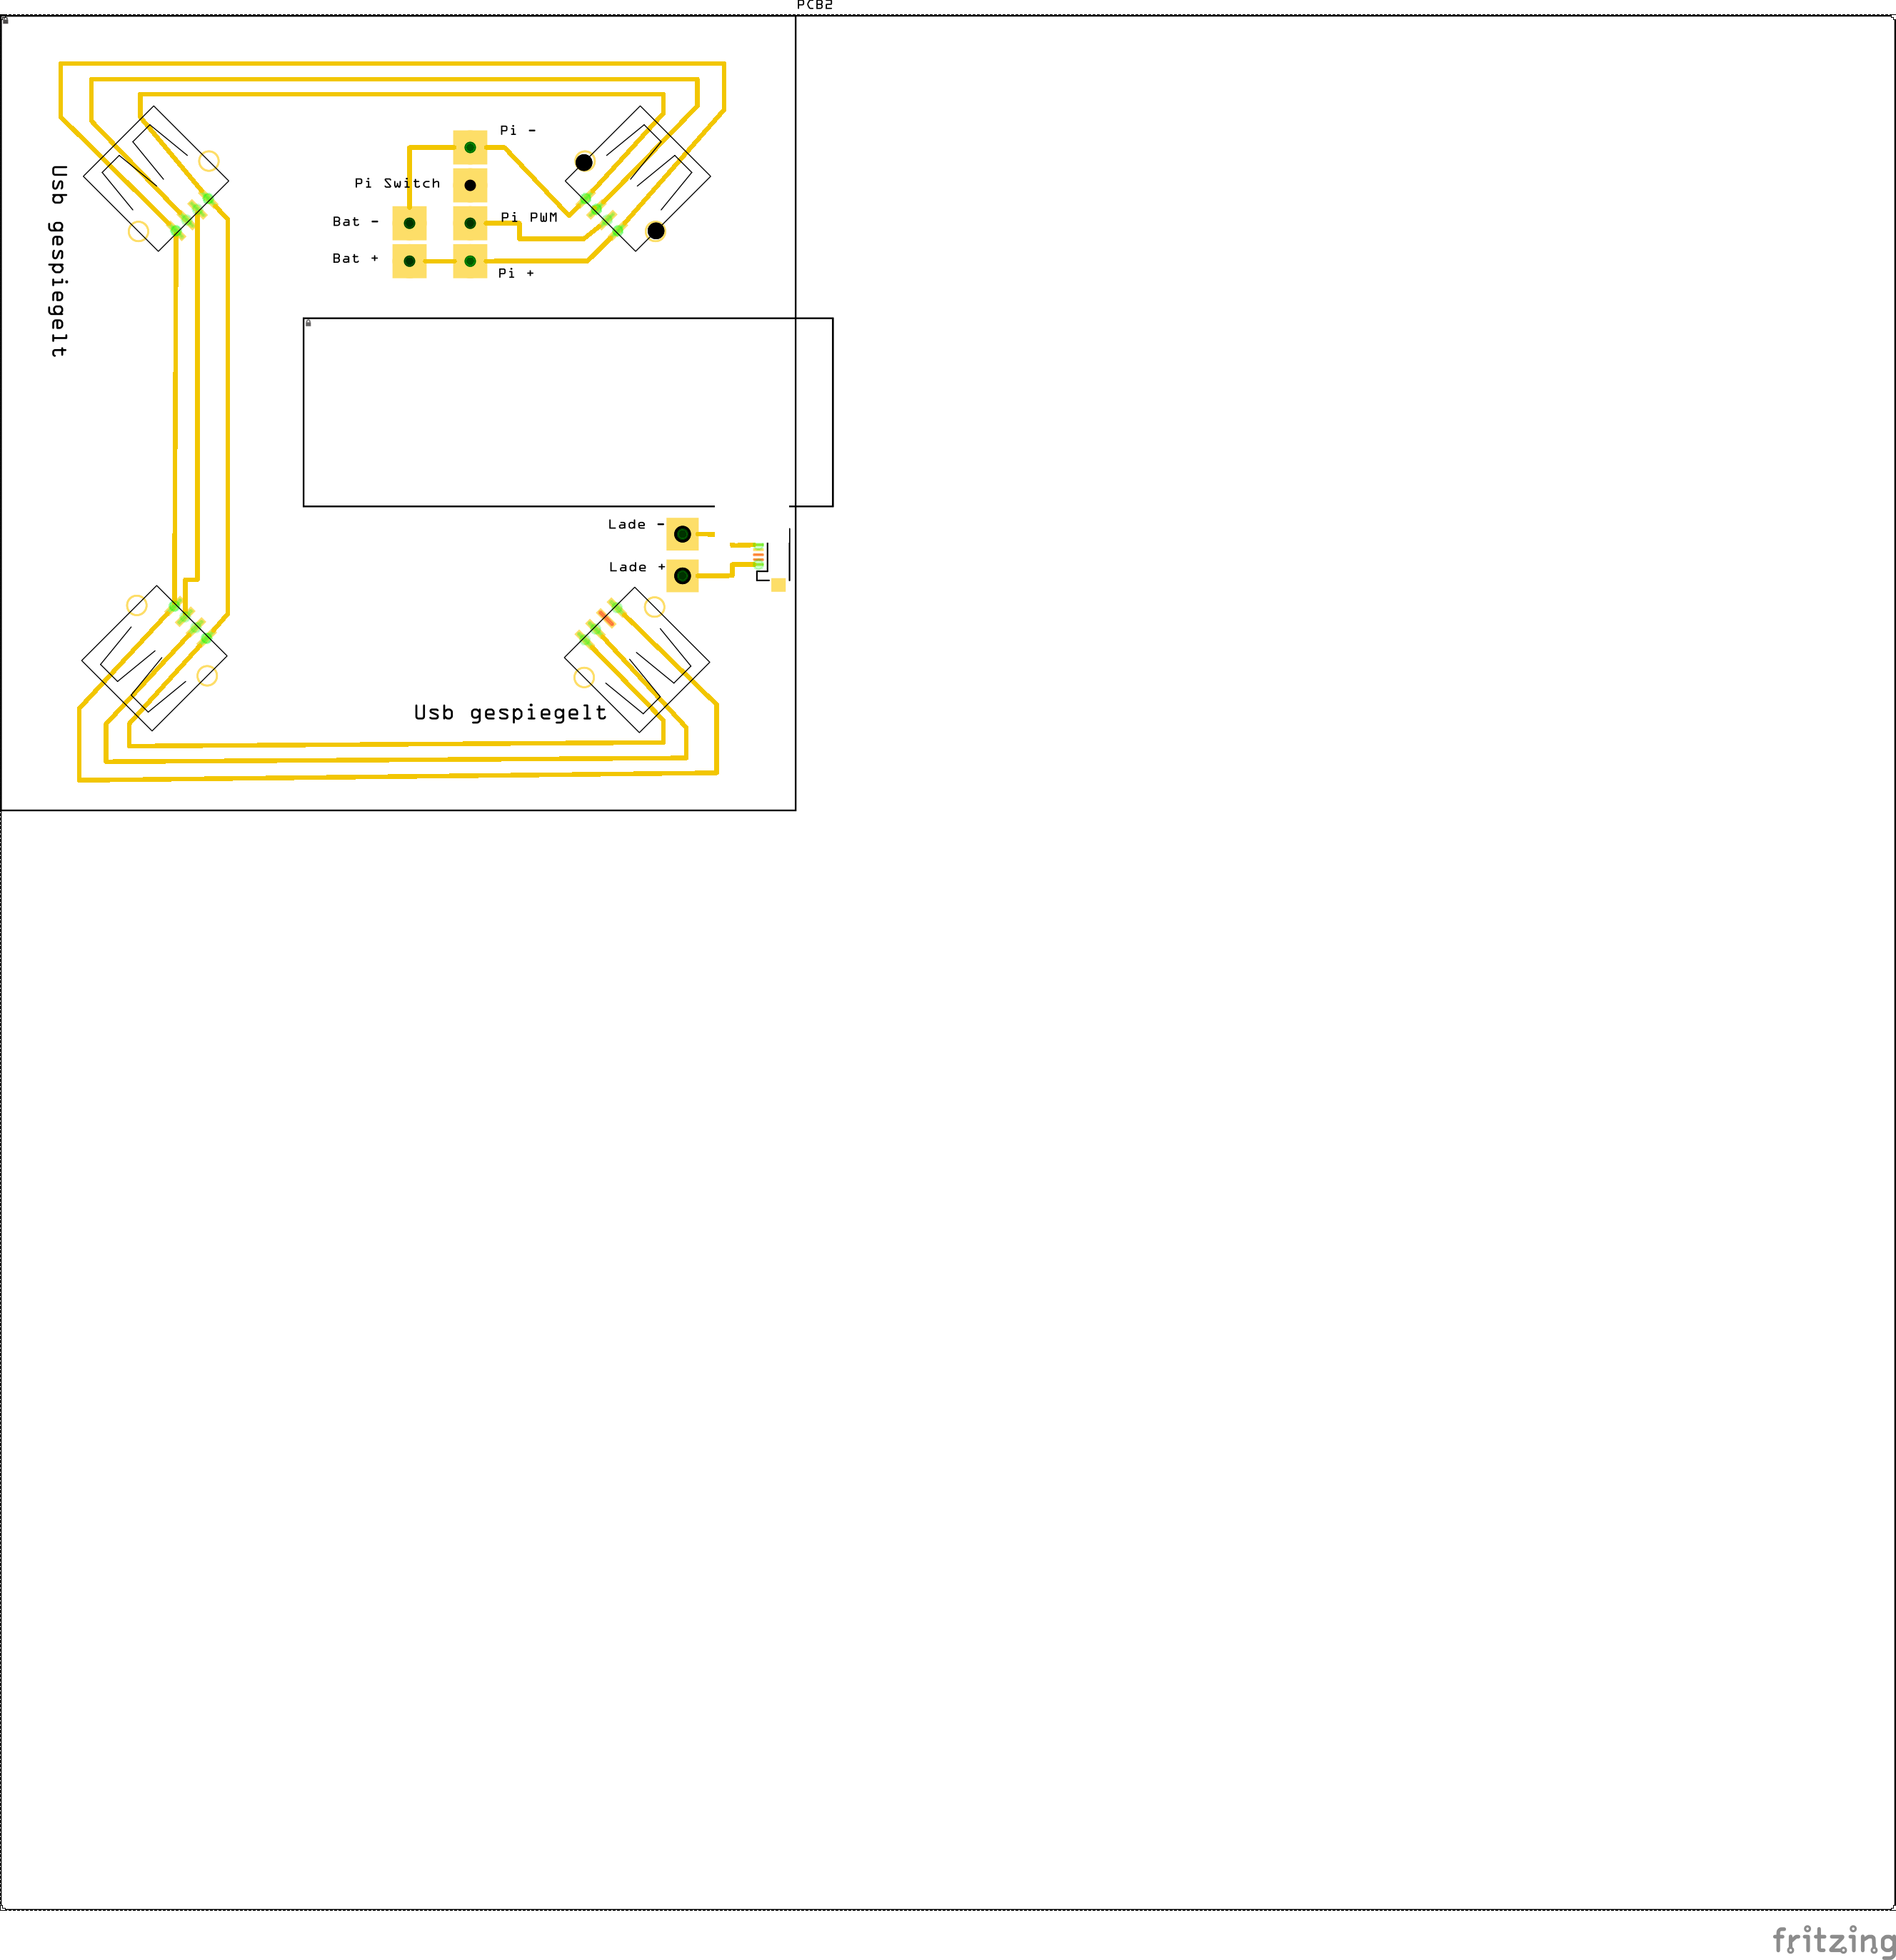 PCB2
Pi -
Pi Switch
Bat -
Pi PWM
Bat +
Pi +
Usb gespiegelt
Lade -
Lade +
Usb gespiegelt
fritzing